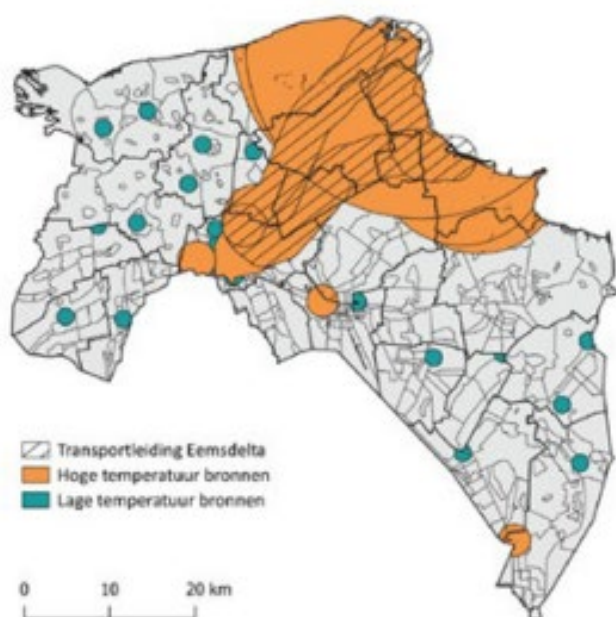 Transportleiding Eemsdelta
Hoge temperatuur bronnen
Lage temperatuur bronnen
0 10 20 km